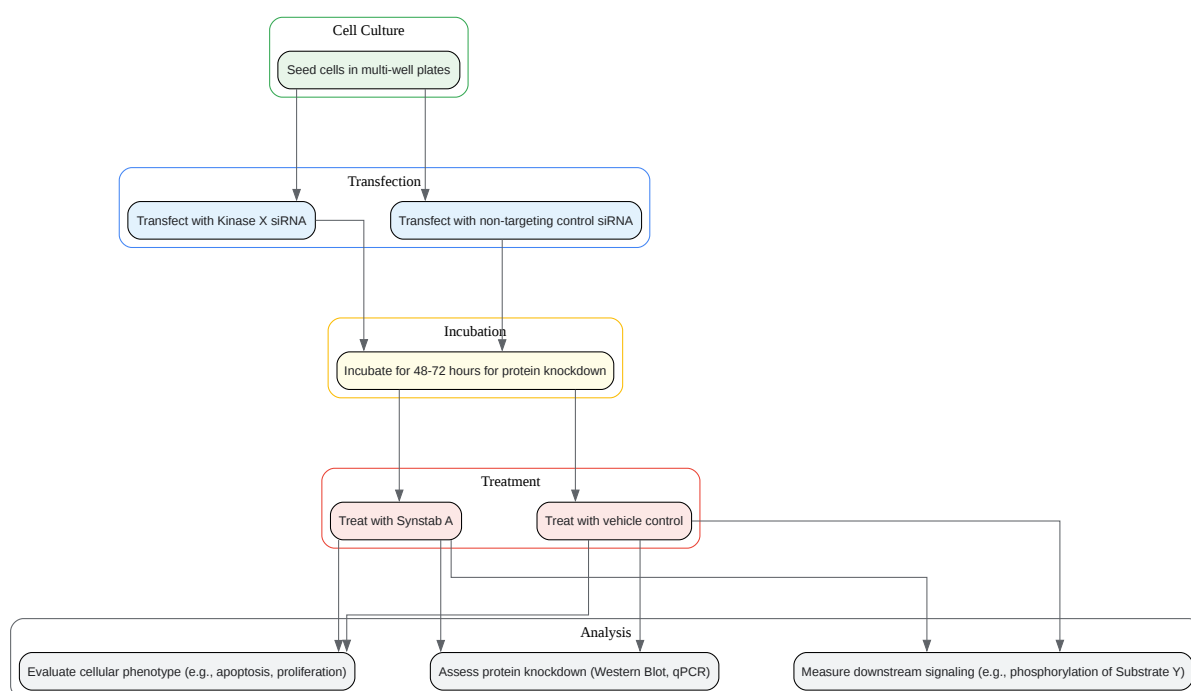 Cell Culture
Seed cells in multi-well plates
Transfection
Transfect with Kinase X siRNA
Transfect with non-targeting control siRNA
Incubation
Incubate for 48-72 hours for protein knockdown
Treatment
Treat with Synstab A
Treat with vehicle control
Analysis
Evaluate cellular phenotype (e.g., apoptosis, proliferation)
Assess protein knockdown (Western Blot, qPCR)
Measure downstream signaling (e.g., phosphorylation of Substrate Y)